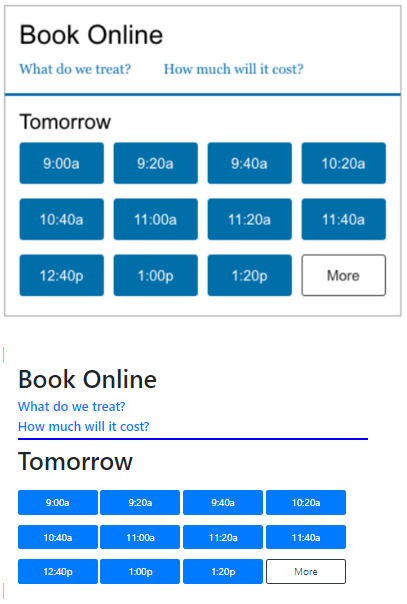 Book Online
What do we treat? How much will it cost?
Tomorrow
9:00a 9:20a 9:40a 10:20a
10:40a 11:00a 11:20a 11:40a
12:40p 1:00p 1:20p More
Book Online
What do we treat?
How much will it cost?
Tomorrow
9:00a 9:20a 9:40a 10:20a
10:40a 11:00a 11:20a 11:40a
12:40p 1:00p 1:20p More